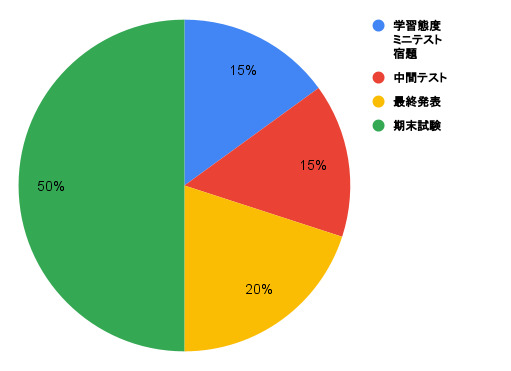 学習態度
ミニテスト
宿題
中間テスト
最終発表
期末試験
15%
15%
20%
50%